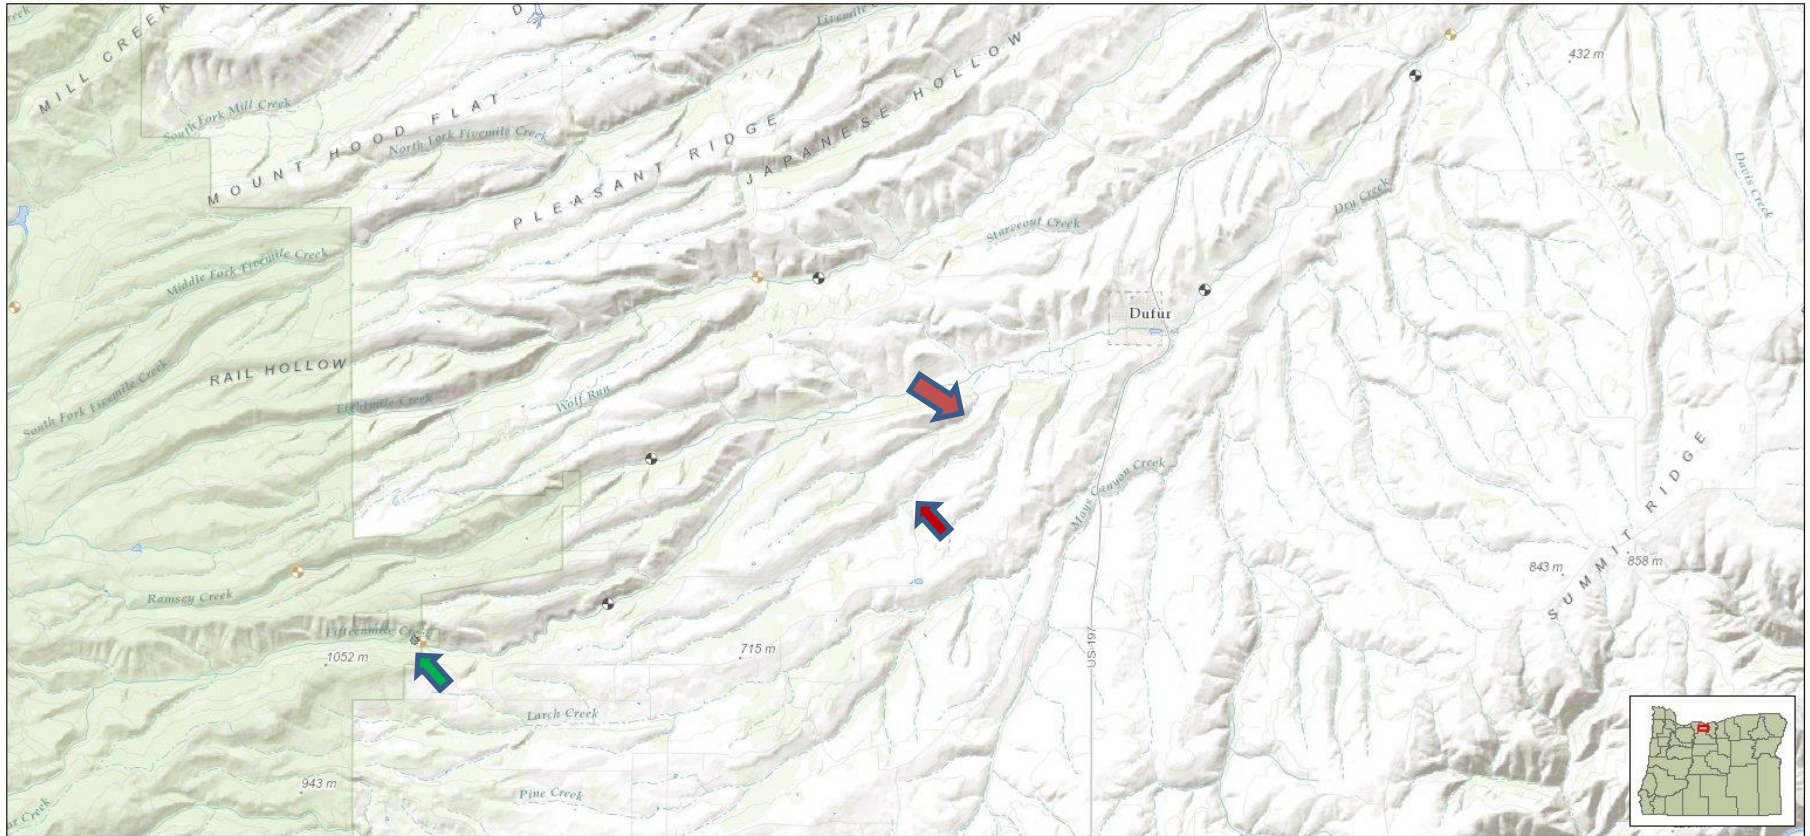 MILL CREEK
Fivemile
432 m
South Fork Mill Creek
MOUNT HOOD FLAT
North Fork Fivemile Creek
PLEASANT RIDGE
JAPANESE HOLLOW
Davis Creek
Dry Creek
Starveout Creek
Middle Fork Fivemile Creek
Dufur
RAIL HOLLOW
South Fork Fivemile Creek
Eightmile Creek
Wolf Run
Mays Canyon Creek
SUMMIT RIDGE
843 m
858 m
Ramsey Creek
Fifteenmile Creek
1052 m
715 m
US-197
Larch Creek
943 m
Pine Creek
Creek